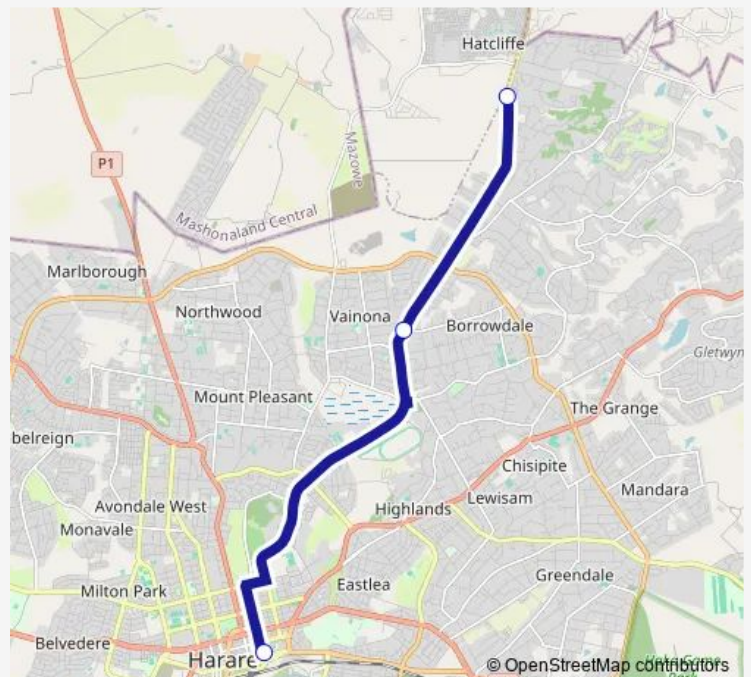 Hatcliffe
P1
Mazowe
Mashonaland Central
Marlborough
Northwood
Vainona
Borrowdale
Gletwyn
Mount Pleasant
The Grange
belreign
Chisipite
Mandara
Avondale West
Highlands
Lewisam
Monavale
Eastlea
Greendale
Milton Park
Belvedere
Harare
© OpenStreetMap contributors